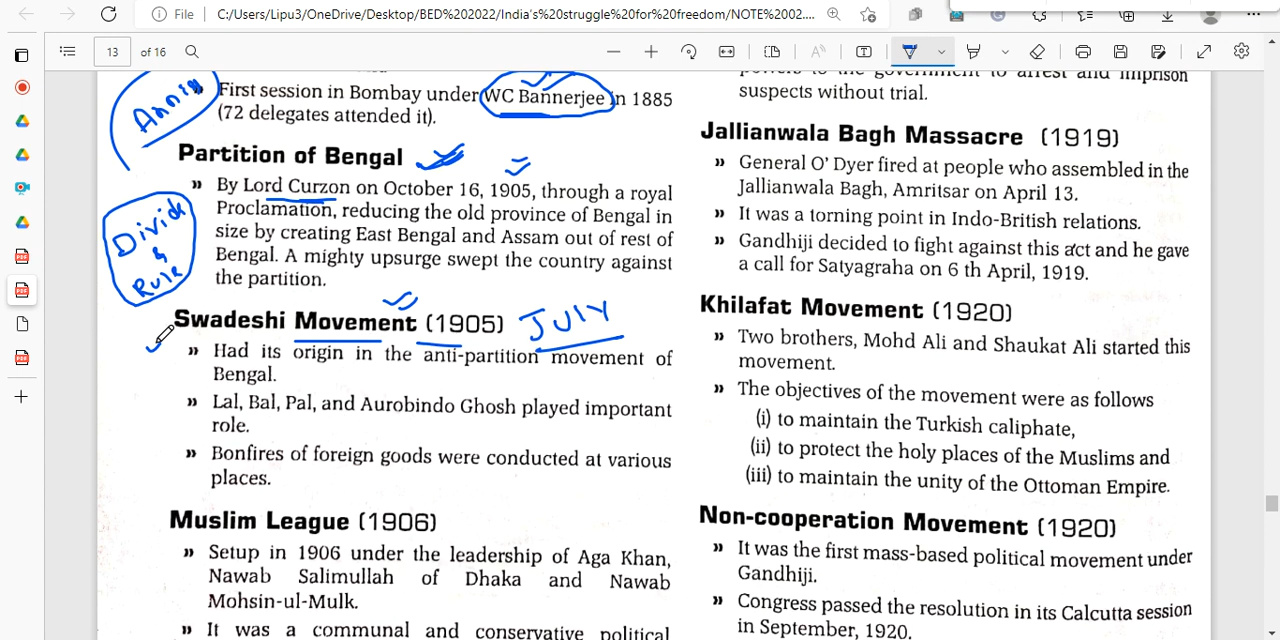 File
C:/Users/Lipu3/OneDrive/Desktop/BED%202022/India's%20struggle%20for%20freedom/NOTE%2002....
13 of 16
First session in Bombay under WC Bannerjee in 1885
(72 delegates attended it).
Annie
Partition of Bengal
» By Lord Curzon on October 16, 1905, through a royal
Proclamation, reducing the old province of Bengal in
size by creating East Bengal and Assam out of rest of
Bengal. A mighty upsurge swept the country against
the partition.
Divide
&
Rule
Swadeshi Movement (1905) JULY
» Had its origin in the anti-partition movement of
Bengal.
» Lal, Bal, Pal, and Aurobindo Ghosh played important
role.
» Bonfires of foreign goods were conducted at various
places.
Muslim League (1906)
» Setup in 1906 under the leadership of Aga Khan,
Nawab Salimullah of Dhaka and Nawab
Mohsin-ul-Mulk.
» It was a communal and conservative political
powers to the government to arrest and imprison
suspects without trial.
Jallianwala Bagh Massacre (1919)
» General O' Dyer fired at people who assembled in the
Jallianwala Bagh, Amritsar on April 13.
» It was a torning point in Indo-British relations.
» Gandhiji decided to fight against this act and he gave
a call for Satyagraha on 6 th April, 1919.
Khilafat Movement (1920)
» Two brothers, Mohd Ali and Shaukat Ali started this
movement.
» The objectives of the movement were as follows
(i) to maintain the Turkish caliphate,
(ii) to protect the holy places of the Muslims and
(iii) to maintain the unity of the Ottoman Empire.
Non-cooperation Movement (1920)
» It was the first mass-based political movement under
Gandhiji.
» Congress passed the resolution in its Calcutta session
in September, 1920.